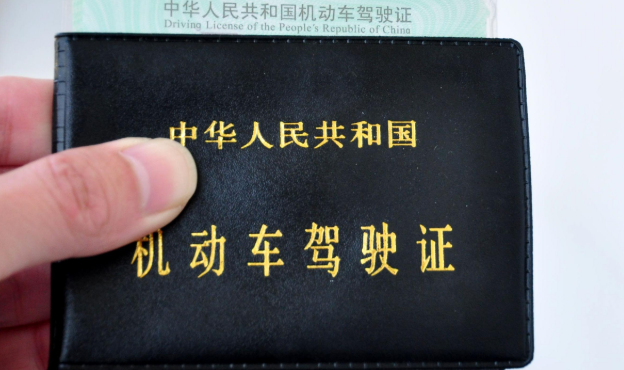 中华人民共和国机动车驾驶证
Driving License of the People's Republic of China
中华人民共和国
机动车驾驶证